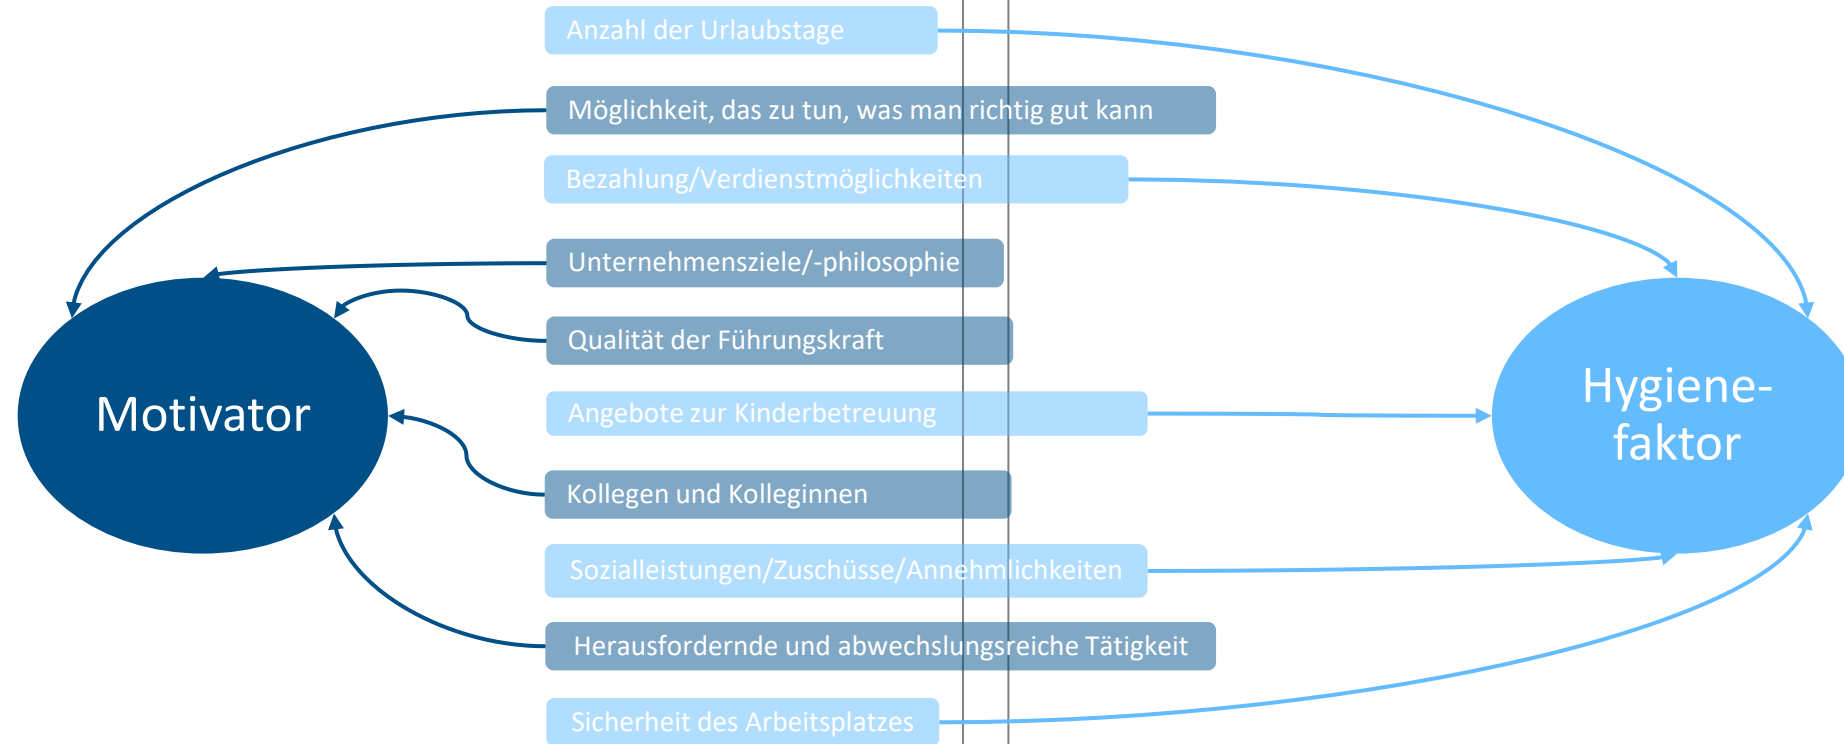 Anzahl der Urlaubstage
Möglichkeit, das zu tun, was man richtig gut kann
Bezahlung/Verdienstmöglichkeiten
Unternehmensziele/-philosophie
Qualität der Führungskraft
Motivator
Angebote zur Kinderbetreuung
Hygiene-
faktor
Kollegen und Kolleginnen
Sozialleistungen/Zuschüsse/Annehmlichkeiten
Herausfordernde und abwechslungsreiche Tätigkeit
Sicherheit des Arbeitsplatzes